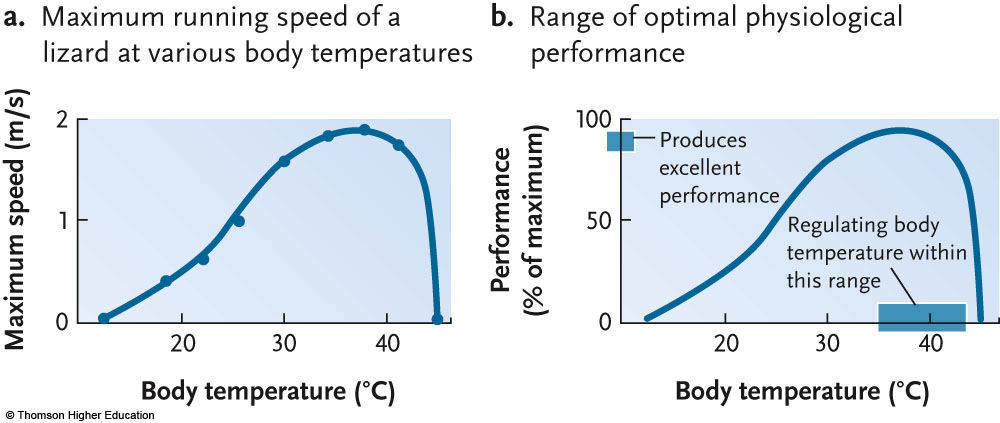 a. Maximum running speed of a
lizard at various body temperatures
Maximum speed (m/s)
2
1
0
20
30
40
Body temperature (°C)
b. Range of optimal physiological
performance
Performance
(% of maximum)
100
50
0
Produces
excellent
performance
Regulating body
temperature within
this range
20
30
40
Body temperature (°C)
© Thomson Higher Education